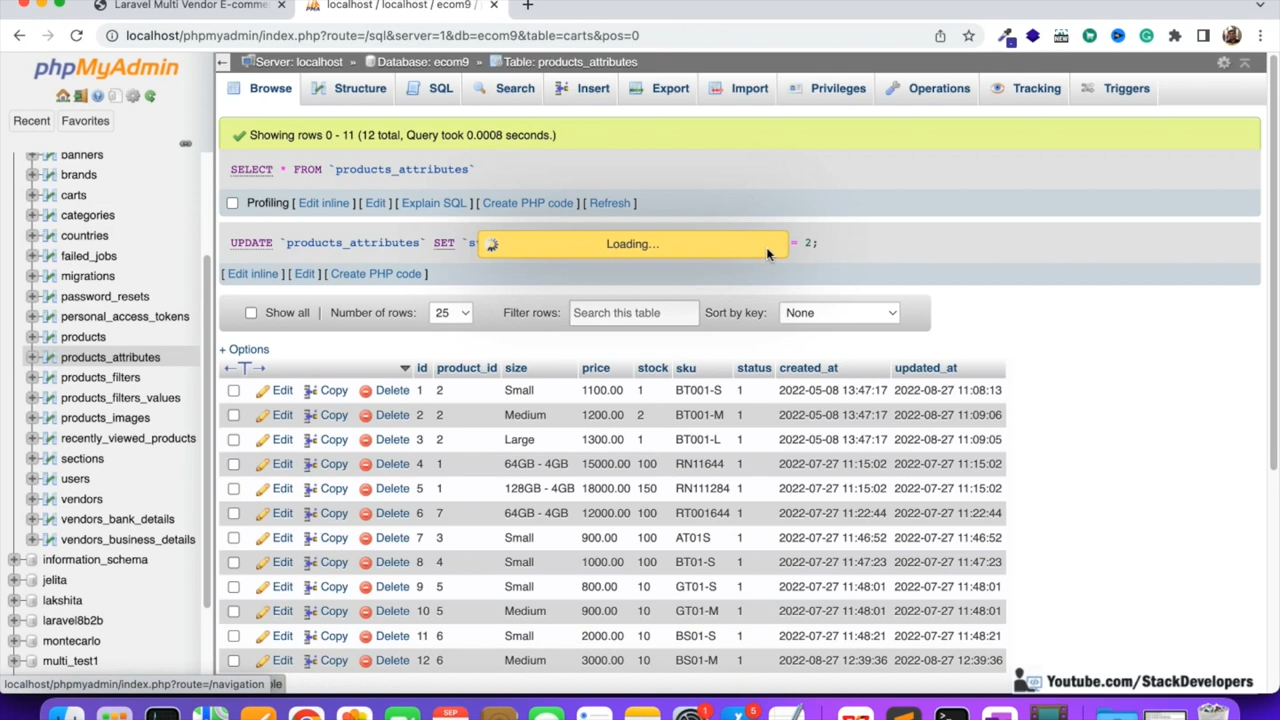 Laravel Multi Vendor E-comme
localhost / localhost / ecom9 /
localhost/phpmyadmin/index.php?route=/sql&server=1&db=ecom9&table=carts&pos=0
phpMyAdmin
Recent Favorites
banners
brands
carts
categories
countries
failed_jobs
migrations
password_resets
personal_access_tokens
products
products_attributes
products_filters
products_filters_values
products_images
recently_viewed_products
sections
users
vendors
vendors_bank_details
vendors_business_details
information_schema
jelita
lakshita
laravel8b2b
montecarlo
multi_test1
localhost/phpmyadmin/index.php?route=/navigation
Server: localhost » Database: ecom9 » Table: products_attributes
Browse Structure SQL Search Insert Export Import Privileges Operations Tracking Triggers
Showing rows 0 - 11 (12 total, Query took 0.0008 seconds.)
SELECT * FROM `products_attributes`
Profiling [ Edit inline ] [ Edit ] [ Explain SQL ] [ Create PHP code ] [ Refresh ]
UPDATE `products_attributes` SET `s = 2;
Loading...
[ Edit inline ] [ Edit ] [ Create PHP code ]
Show all | Number of rows: 25 Filter rows: Search this table Sort by key: None
+ Options
←T→ id product_id size price stock sku status created_at updated_at
Edit Copy Delete 1 2 Small 1100.00 1 BT001-S 1 2022-05-08 13:47:17 2022-08-27 11:08:13
Edit Copy Delete 2 2 Medium 1200.00 2 BT001-M 1 2022-05-08 13:47:17 2022-08-27 11:09:06
Edit Copy Delete 3 2 Large 1300.00 1 BT001-L 1 2022-05-08 13:47:17 2022-08-27 11:09:05
Edit Copy Delete 4 1 64GB - 4GB 15000.00 100 RN11644 1 2022-07-27 11:15:02 2022-07-27 11:15:02
Edit Copy Delete 5 1 128GB - 4GB 18000.00 150 RN111284 1 2022-07-27 11:15:02 2022-07-27 11:15:02
Edit Copy Delete 6 7 64GB - 4GB 12000.00 100 RT001644 1 2022-07-27 11:22:44 2022-07-27 11:22:44
Edit Copy Delete 7 3 Small 900.00 100 AT01S 1 2022-07-27 11:46:52 2022-07-27 11:46:52
Edit Copy Delete 8 4 Small 1000.00 100 BT01-S 1 2022-07-27 11:47:23 2022-07-27 11:47:23
Edit Copy Delete 9 5 Small 800.00 10 GT01-S 1 2022-07-27 11:48:01 2022-07-27 11:48:01
Edit Copy Delete 10 5 Medium 900.00 10 GT01-M 1 2022-07-27 11:48:01 2022-07-27 11:48:01
Edit Copy Delete 11 6 Small 2000.00 10 BS01-S 1 2022-07-27 11:48:21 2022-07-27 11:48:21
Edit Copy Delete 12 6 Medium 3000.00 10 BS01-M 1 2022-08-27 12:39:36 2022-08-27 12:39:36
Youtube.com/StackDevelopers
SEP
1
5